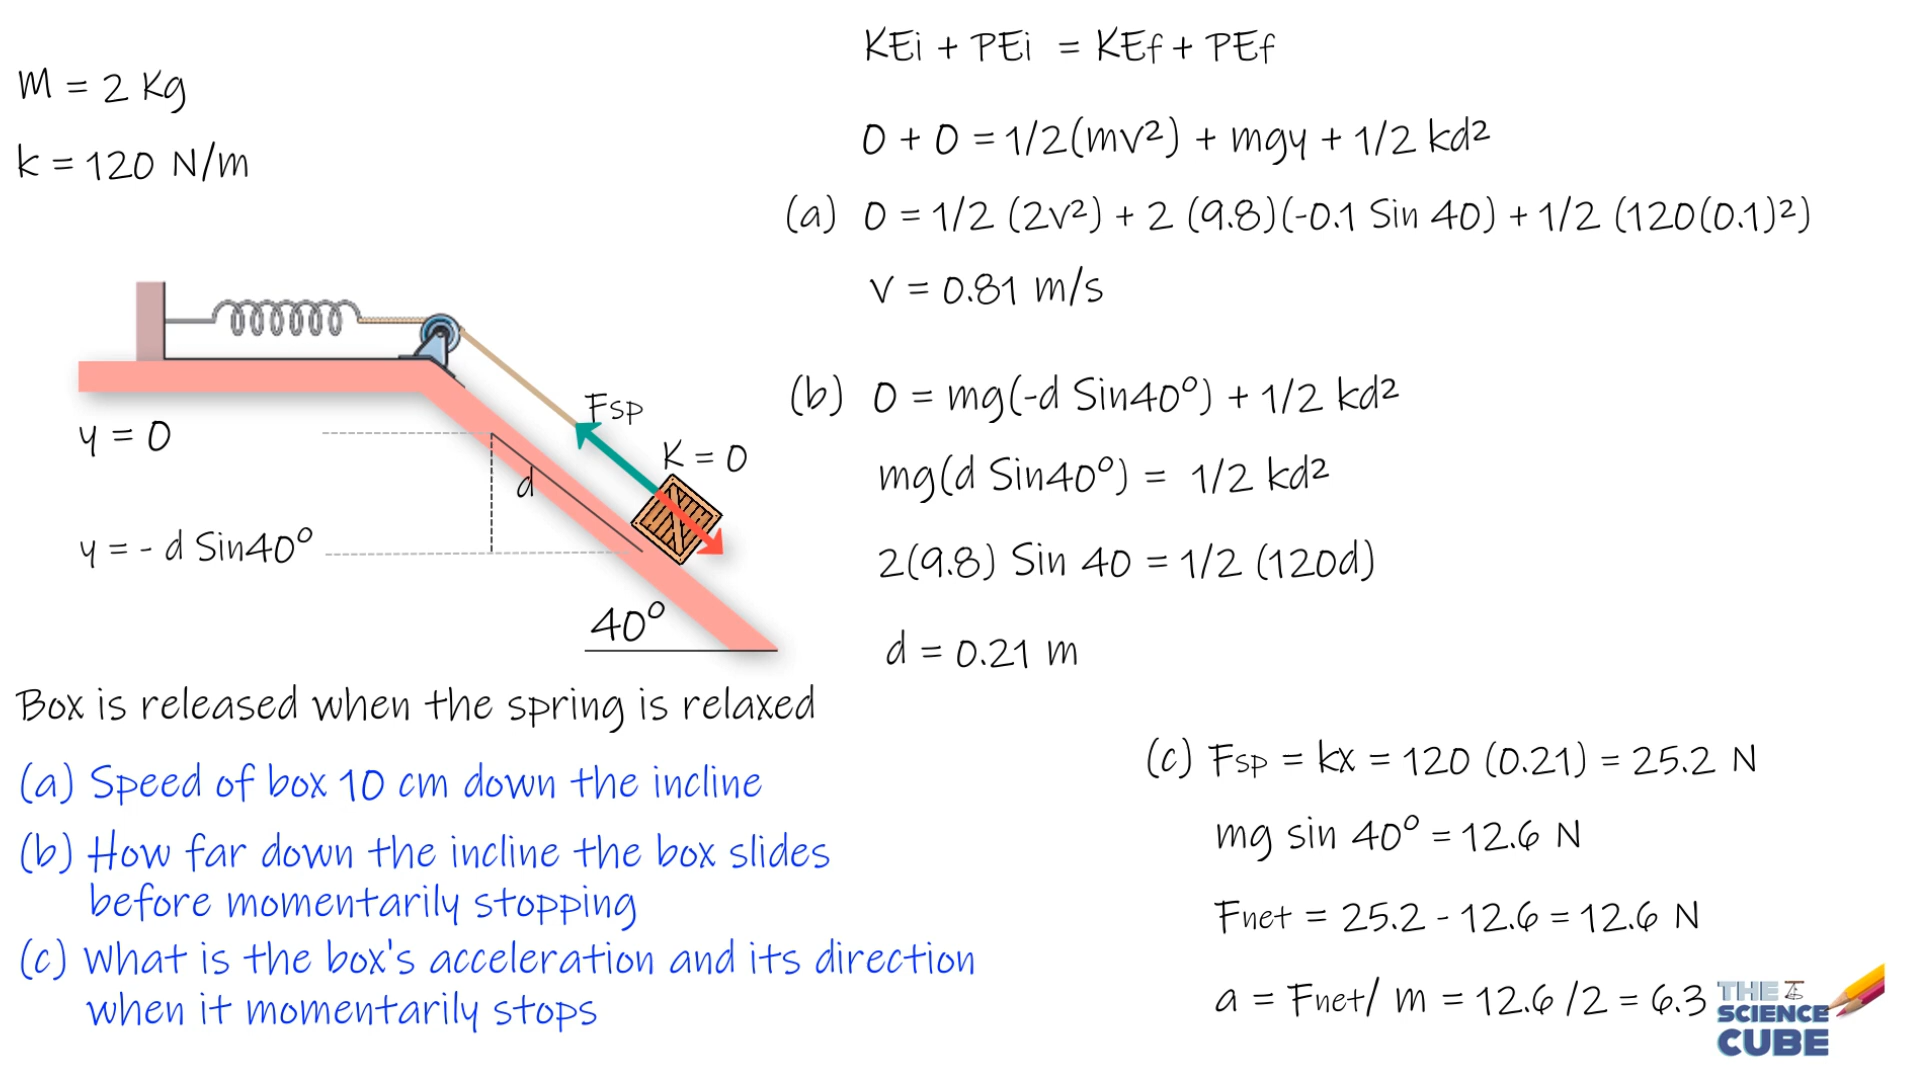 m = 2 Kg
k = 120 N/m
Fsp
K = 0
y = 0
d
y = - d Sin40°
40°
Box is released when the spring is relaxed
(a) Speed of box 10 cm down the incline
(b) How far down the incline the box slides
before momentarily stopping
(c) What is the box's acceleration and its direction
when it momentarily stops
KEi + PEi = KEf + PEf
0 + 0 = 1/2(mv²) + mgy + 1/2 kd²
(a) 0 = 1/2 (2v²) + 2 (9.8)(-0.1 Sin 40) + 1/2 (120(0.1)²)
v = 0.81 m/s
(b) 0 = mg(-d Sin40°) + 1/2 kd²
mg(d Sin40°) = 1/2 kd²
2(9.8) Sin 40 = 1/2 (120d)
d = 0.21 m
(c) Fsp = kx = 120 (0.21) = 25.2 N
mg sin 40° = 12.6 N
Fnet = 25.2 - 12.6 = 12.6 N
a = Fnet/ m = 12.6 /2 = 6.3
THE
SCIENCE
CUBE